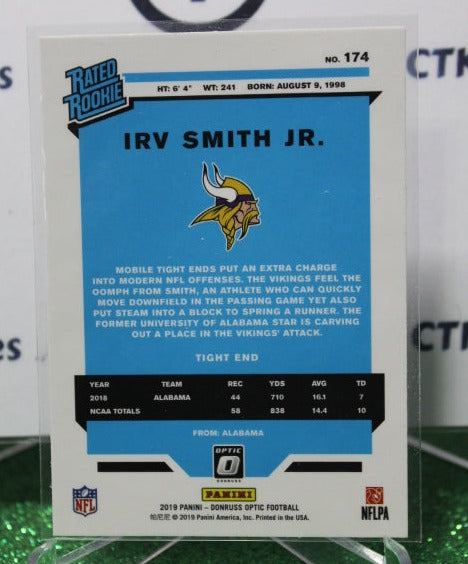 NO. 174
RATED ROOKIE
HT: 6' 4" WT: 241 BORN: AUGUST 9, 1998
IRV SMITH JR.
MOBILE TIGHT ENDS PUT AN EXTRA CHARGE
INTO MODERN NFL OFFENSES. THE VIKINGS FEEL THE
OOMPH FROM SMITH, AN ATHLETE WHO CAN QUICKLY
MOVE DOWNFIELD IN THE PASSING GAME YET ALSO
PUT STEAM INTO A BLOCK TO SPRING A RUNNER. THE
FORMER UNIVERSITY OF ALABAMA STAR IS CARVING
OUT A PLACE IN THE VIKINGS' ATTACK.
TIGHT END
YEAR TEAM REC YDS AVG TD
2018 ALABAMA 44 710 16.1 7
NCAA TOTALS 58 838 14.4 10
FROM: ALABAMA
OPTIC
DONRUSS
PANINI
NFL
NFLPA
2019 PANINI – DONRUSS OPTIC FOOTBALL
帕尼尼 © 2019 Panini America, Inc. Printed in the USA.